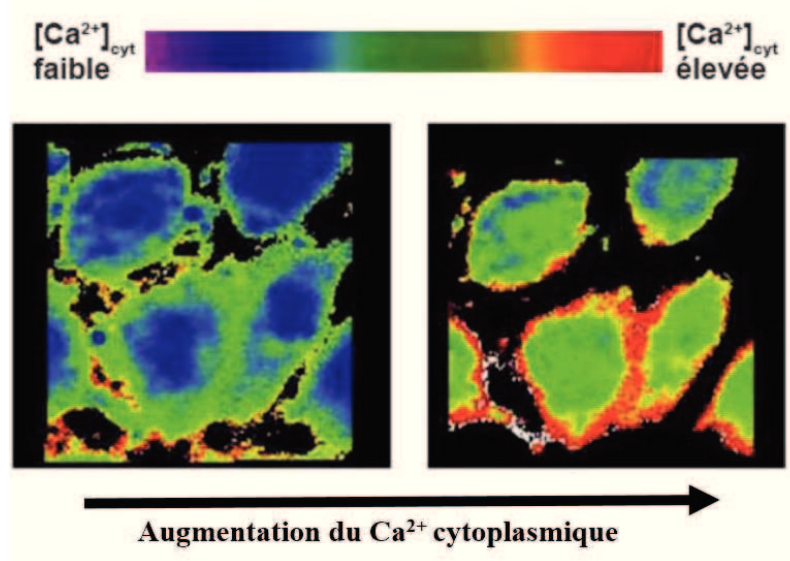 [Ca²⁺]cyt
faible
[Ca²⁺]cyt
élevée
Augmentation du Ca²⁺ cytoplasmique